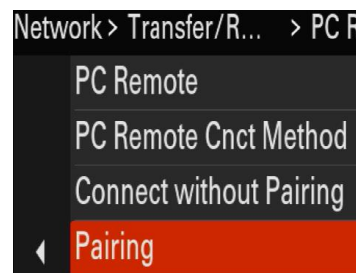 Network > Transfer/R... > PC R
PC Remote
PC Remote Cnct Method
Connect without Pairing
Pairing